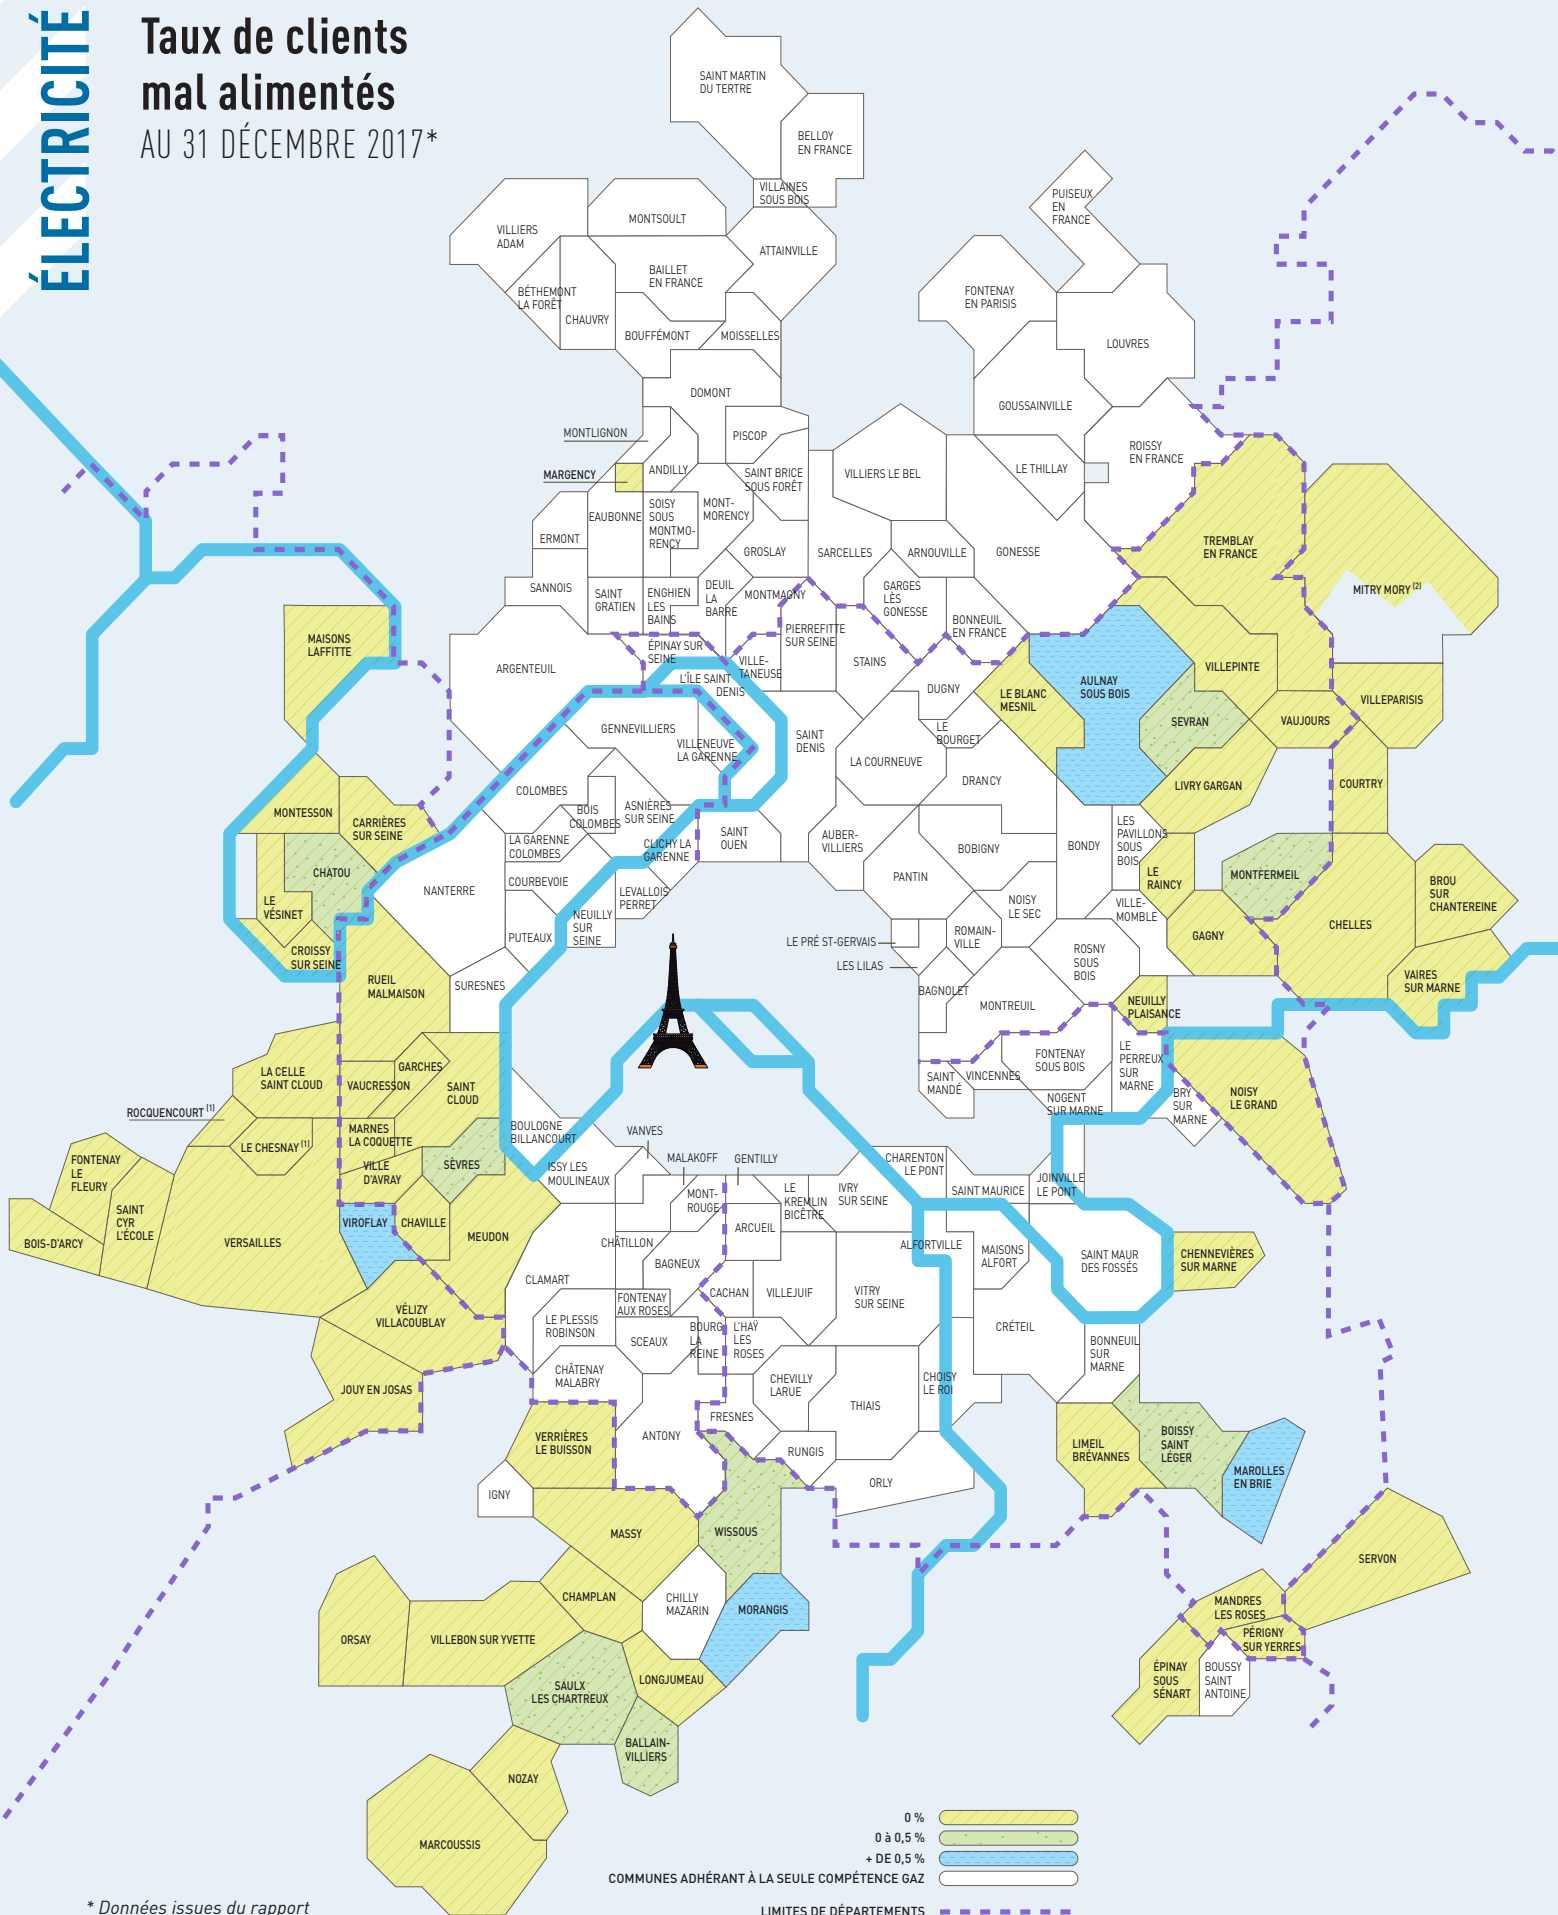 ÉLECTRICITÉ
Taux de clients
mal alimentés
AU 31 DÉCEMBRE 2017*
SAINT MARTIN
DU TERTRE
BELLOY
EN FRANCE
VILLAINES
SOUS BOIS
PUISEUX
EN
FRANCE
MONTSOULT
VILLIERS
ADAM
ATTAINVILLE
BAILLET
EN FRANCE
BÉTHEMONT
LA FORÊT
CHAUVRY
FONTENAY
EN PARISIS
BOUFFÉMONT
MOISSELLES
LOUVRES
DOMONT
GOUSSAINVILLE
MONTLIGNON
PISCOP
ROISSY
EN FRANCE
MARGENCY
ANDILLY
SAINT BRICE
SOUS FORÊT
VILLIERS LE BEL
LE THILLAY
EAUBONNE
SOISY
SOUS
MONTMO-
RENCY
MONT-
MORENCY
ERMONT
GROSLAY
SARCELLES
ARNOUVILLE
GONESSE
TREMBLAY
EN FRANCE
MITRY MORY (2)
SANNOIS
SAINT
GRATIEN
ENGHIEN
LES
BAINS
DEUIL
LA
BARRE
MONTMAGNY
GARGES
LÈS
GONESSE
BONNEUIL
EN FRANCE
MAISONS
LAFFITTE
ARGENTEUIL
ÉPINAY SUR
SEINE
L'ÎLE SAINT
DENIS
VILLE-
TANEUSE
PIERREFITTE
SUR SEINE
STAINS
DUGNY
LE BLANC
MESNIL
AULNAY
SOUS BOIS
VILLEPINTE
VILLEPARISIS
SEVRAN
VAUJOURS
GENNEVILLIERS
VILLENEUVE
LA GARENNE
SAINT
DENIS
LE
BOURGET
LA COURNEUVE
DRANCY
LIVRY GARGAN
COURTRY
COLOMBES
BOIS
COLOMBES
ASNIÈRES
SUR SEINE
MONTESSON
CARRIÈRES
SUR SEINE
LA GARENNE
COLOMBES
CLICHY LA
GARENNE
SAINT
OUEN
AUBER-
VILLIERS
BOBIGNY
BONDY
LES
PAVILLONS
SOUS
BOIS
CHATOU
NANTERRE
COURBEVOIE
LEVALLOIS
PERRET
PANTIN
LE
RAINCY
MONTFERMEIL
BROU
SUR
CHANTEREINE
LE
VÉSINET
NEUILLY
SUR
SEINE
NOISY
LE SEC
VILLE-
MOMBLE
CHELLES
PUTEAUX
LE PRÉ ST-GERVAIS
ROMAIN-
VILLE
GAGNY
CROISSY
SUR SEINE
ROSNY
SOUS
BOIS
LES LILAS
RUEIL
MALMAISON
SURESNES
BAGNOLET
MONTREUIL
NEUILLY
PLAISANCE
VAIRES
SUR MARNE
GARCHES
FONTENAY
SOUS BOIS
LE
PERREUX
SUR
MARNE
LA CELLE
SAINT CLOUD
VAUCRESSON
SAINT
CLOUD
SAINT
MANDÉ
VINCENNES
NOGENT
SUR MARNE
BRY
SUR
MARNE
NOISY
LE GRAND
ROCQUENCOURT (1)
MARNES
LA COQUETTE
BOULOGNE
BILLANCOURT
VANVES
LE CHESNAY (1)
FONTENAY
LE
FLEURY
VILLE
D'AVRAY
SÈVRES
ISSY LES
MOULINEAUX
MALAKOFF
GENTILLY
CHARENTON
LE PONT
SAINT MAURICE
JOINVILLE
LE PONT
MONT-
ROUGE
LE
KREMLIN
BICÊTRE
IVRY
SUR SEINE
SAINT
CYR
L'ÉCOLE
VIROFLAY
CHAVILLE
BOIS-D'ARCY
VERSAILLES
MEUDON
CHÂTILLON
ARCUEIL
ALFORTVILLE
MAISONS
ALFORT
SAINT MAUR
DES FOSSÉS
CHENNEVIÈRES
SUR MARNE
BAGNEUX
CLAMART
FONTENAY
AUX ROSES
CACHAN
VILLEJUIF
VITRY
SUR SEINE
VÉLIZY
VILLACOUBLAY
LE PLESSIS
ROBINSON
SCEAUX
BOURG
LA
REINE
L'HAŸ
LES
ROSES
CRÉTEIL
BONNEUIL
SUR
MARNE
JOUY EN JOSAS
CHÂTENAY
MALABRY
CHEVILLY
LARUE
CHOISY
LE ROI
THIAIS
FRESNES
VERRIÈRES
LE BUISSON
ANTONY
RUNGIS
LIMEIL
BRÉVANNES
BOISSY
SAINT
LÉGER
MAROLLES
EN BRIE
IGNY
ORLY
MASSY
WISSOUS
SERVON
CHAMPLAN
CHILLY
MAZARIN
MORANGIS
MANDRES
LES ROSES
ORSAY
VILLEBON SUR YVETTE
PÉRIGNY
SUR YERRES
LONGJUMEAU
ÉPINAY
SOUS
SÉNART
BOUSSY
SAINT
ANTOINE
SAULX
LES CHARTREUX
BALLAIN-
VILLIERS
NOZAY
MARCOUSSIS
0 %
0 à 0,5 %
+ DE 0,5 %
COMMUNES ADHÉRANT À LA SEULE COMPÉTENCE GAZ
LIMITES DE DÉPARTEMENTS
* Données issues du rapport